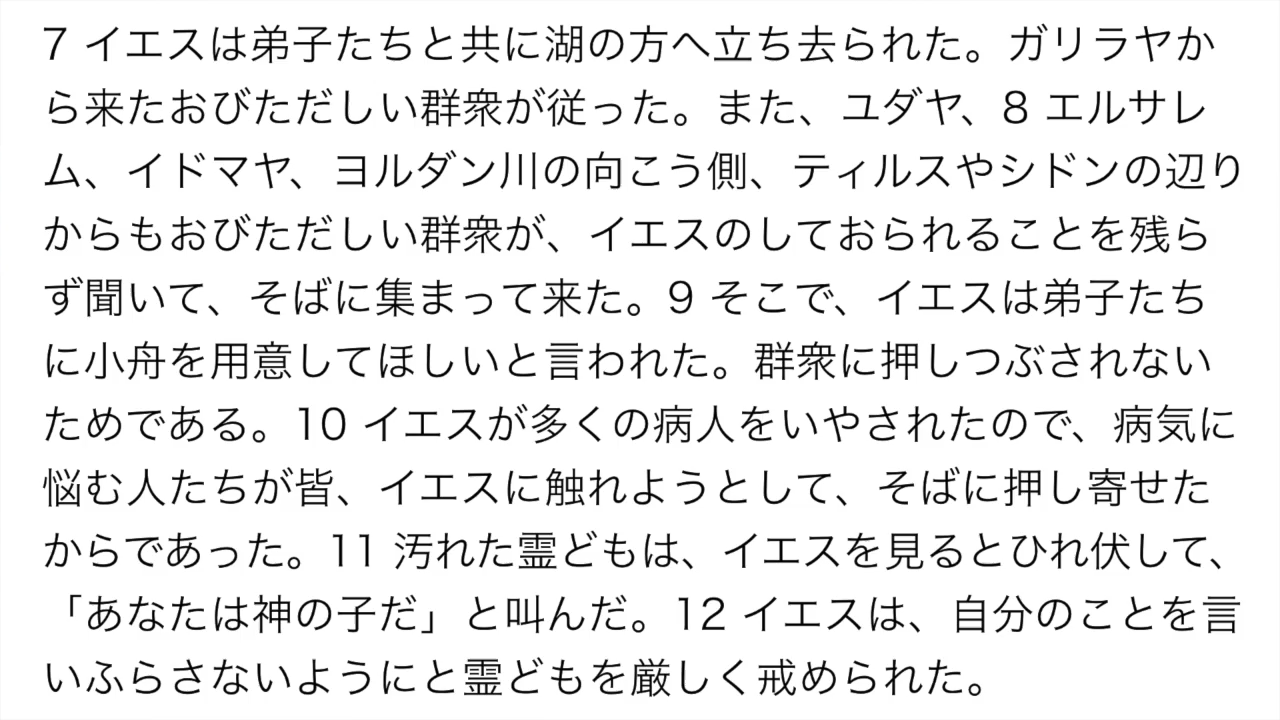 7 イエスは弟子たちと共に湖の方へ立ち去られた。ガリラヤか
ら来たおびただしい群衆が従った。また、ユダヤ、8 エルサレ
ム、イドマヤ、ヨルダン川の向こう側、ティルスやシドンの辺り
からもおびただしい群衆が、イエスのしておられることを残ら
ず聞いて、そばに集まって来た。9 そこで、イエスは弟子たち
に小舟を用意してほしいと言われた。群衆に押しつぶされない
ためである。10 イエスが多くの病人をいやされたので、病気に
悩む人たちが皆、イエスに触れようとして、そばに押し寄せた
からであった。11 汚れた霊どもは、イエスを見るとひれ伏して、
「あなたは神の子だ」と叫んだ。12 イエスは、自分のことを言
いふらさないようにと霊どもを厳しく戒められた。